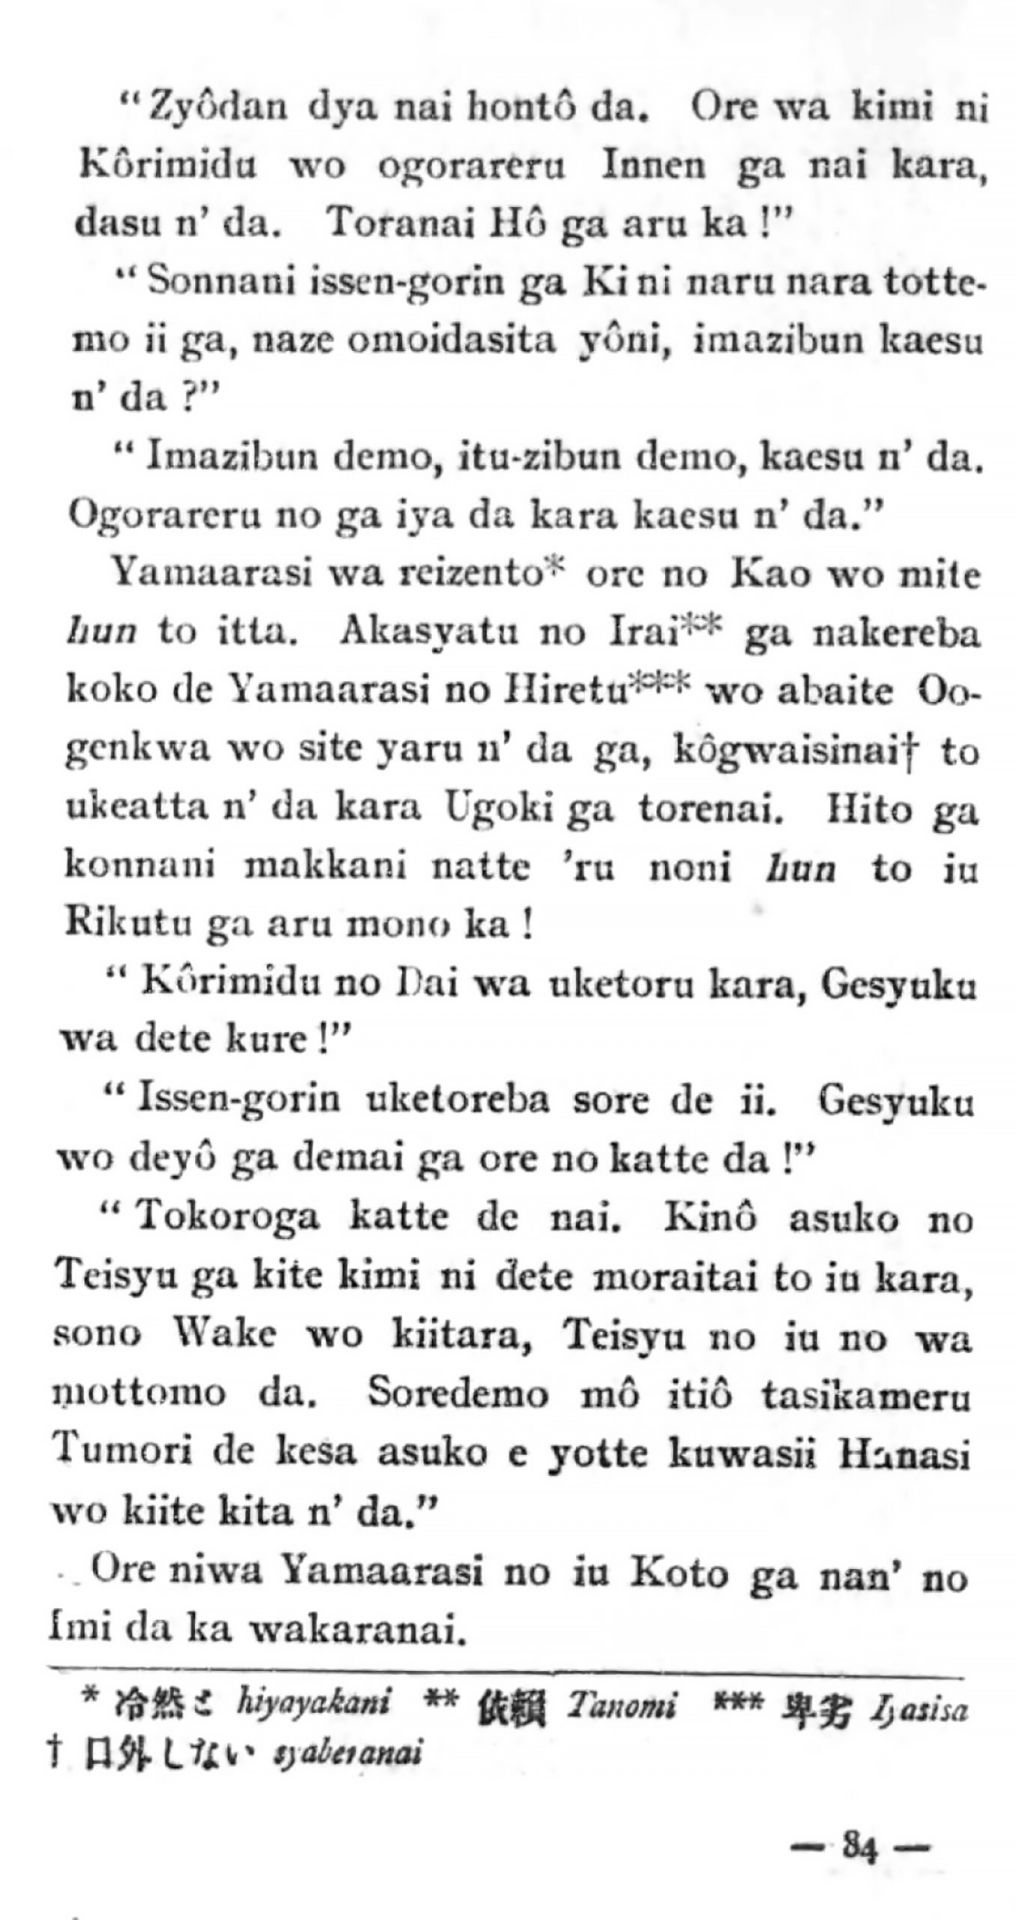 “ Zyôdan dya nai hontô da. Ore wa kimi ni
Kôrimidu wo ogorareru Innen ga nai kara,
dasu n’ da. Toranai Hô ga aru ka !”
“ Sonnani issen-gorin ga Ki ni naru nara totte-
mo ii ga, naze omoidasita yôni, imazibun kaesu
n’ da ?”
“ Imazibun demo, itu-zibun demo, kaesu n’ da.
Ogorareru no ga iya da kara kaesu n’ da.”
Yamaarasi wa reizento* ore no Kao wo mite
hun to itta. Akasyatu no Irai** ga nakereba
koko de Yamaarasi no Hiretu*** wo abaite Oo-
genkwa wo site yaru n’ da ga, kôgwaisinai† to
ukeatta n’ da kara Ugoki ga torenai. Hito ga
konnani makkani natte ’ru noni hun to iu
Rikutu ga aru mono ka !
“ Kôrimidu no Dai wa uketoru kara, Gesyuku
wa dete kure !”
“ Issen-gorin uketoreba sore de ii. Gesyuku
wo deyô ga demai ga ore no katte da !”
“ Tokoroga katte de nai. Kinô asuko no
Teisyu ga kite kimi ni dete moraitai to iu kara,
sono Wake wo kiitara, Teisyu no iu no wa
mottomo da. Soredemo mô itiô tasikameru
Tumori de kesa asuko e yotte kuwasii Hanasi
wo kiite kita n’ da.”
Ore niwa Yamaarasi no iu Koto ga nan’ no
Imi da ka wakaranai.
* 冷然と hiyayakani ** 依頼 Tanomi *** 卑劣 Iyasisa
† 口外しない syaberanai
— 84 —